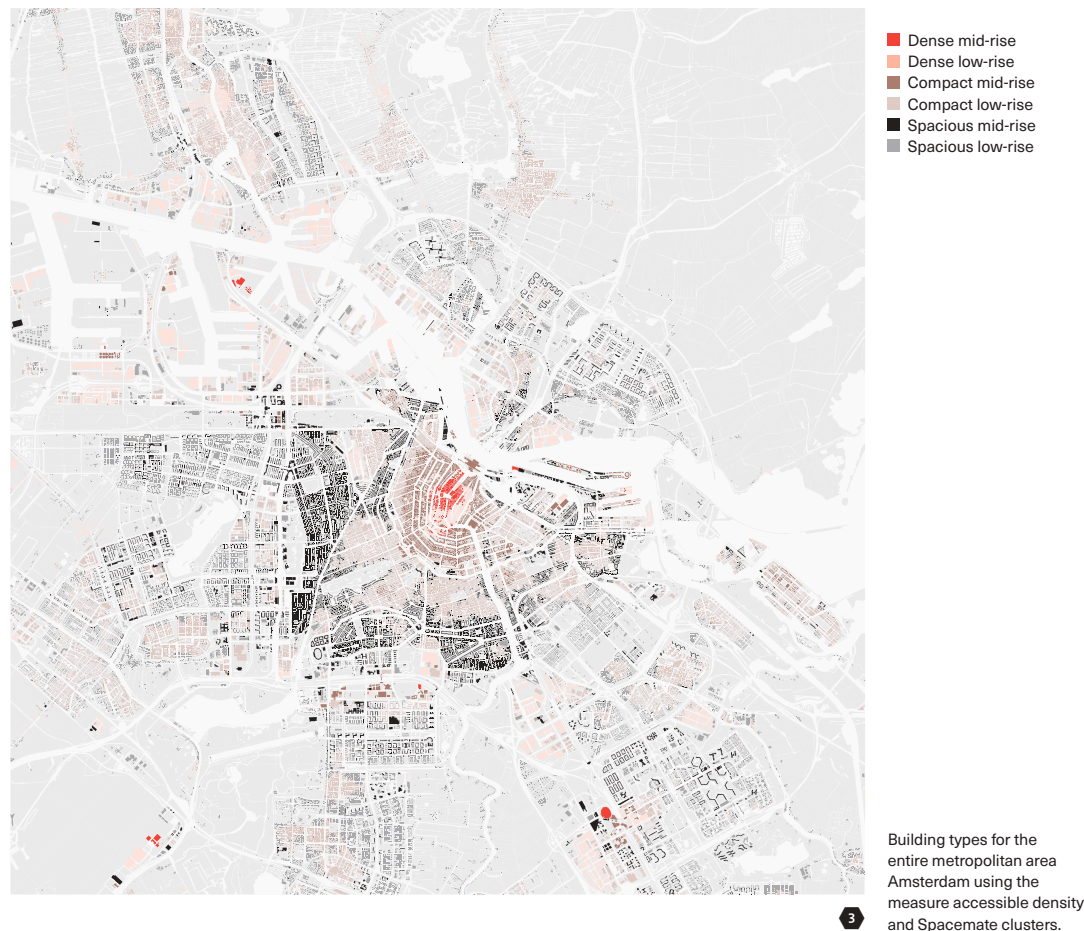 Dense mid-rise
Dense low-rise
Compact mid-rise
Compact low-rise
Spacious mid-rise
Spacious low-rise
Building types for the
entire metropolitan area
Amsterdam using the
measure accessible density
and Spacemate clusters.
3